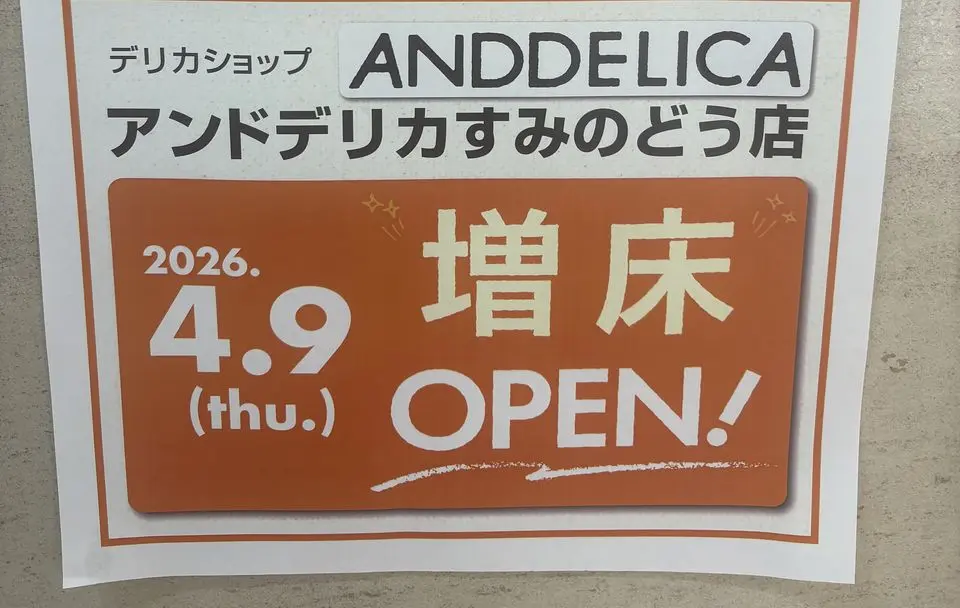 デリカショップ ANDDELICA
アンドデリカすみのどう店
2026.
4.9
(thu.)
増床
OPEN!